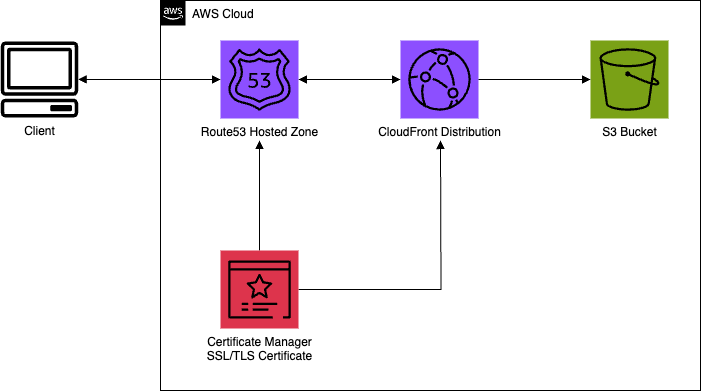 aws
AWS Cloud
53
Client
Route53 Hosted Zone
CloudFront Distribution
S3 Bucket
Certificate Manager
SSL/TLS Certificate